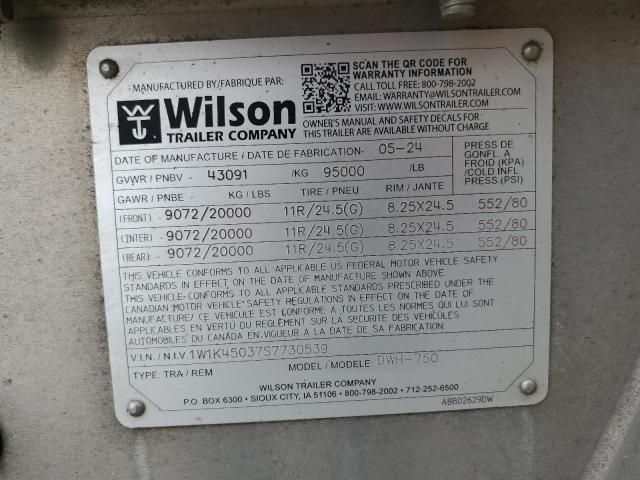 MANUFACTURED BY/FABRIQUE PAR:
Wilson
TRAILER COMPANY
SCAN THE QR CODE FOR
WARRANTY INFORMATION
CALL TOLL FREE: 800-798-2002
EMAIL: WARRANTY@WILSONTRAILER.COM
VISIT: WWW.WILSONTRAILER.COM
OWNER'S MANUAL AND SAFETY DECALS FOR
THIS TRAILER ARE AVAILABLE WITHOUT CHARGE
DATE OF MANUFACTURE / DATE DE FABRICATION- 05-24
GVWR / PNBV - 43091 /KG 95000 /LB
PRESS DE
GONFL. A
FROID (KPA)
/COLD INFL
PRESS (PSI)
GAWR / PNBE - KG / LBS TIRE / PNEU RIM / JANTE
(FRONT) 9072/20000 11R/24.5(G) 8.25X24.5 552/80
(INTER) 9072/20000 11R/24.5(G) 8.25X24.5 552/80
(REAR) 9072/20000 11R/24.5(G) 8.25X24.5 552/80
THIS VEHICLE CONFORMS TO ALL APPLICABLE US FEDERAL MOTOR VEHICLE SAFETY
STANDARDS IN EFFECT ON THE DATE OF MANUFACTURE SHOWN ABOVE.
THIS VEHICLE CONFORMS TO ALL APPLICABLE STANDARDS PRESCRIBED UNDER THE
CANADIAN MOTOR VEHICLE SAFETY REGULATIONS IN EFFECT ON THE DATE OF
MANUFACTURE / CE VEHICULE EST CONFORME A TOUTES LES NORMES QUI LUI SONT
APPLICABLES EN VERTU DU REGLEMENT SUR LA SECURITE DES VEHICULES
AUTOMOBILES DU CANADA EN VIGUEUR A LA DATE DE SA FABRICATION.
V.I.N. / N.I.V 1W1K45037S7730539
TYPE: TRA / REM MODEL / MODELE: DWH-750
WILSON TRAILER COMPANY
P.O. BOX 6300 • SIOUX CITY, IA 51106 • 800-798-2002 • 712-252-6500
ABB02629DW